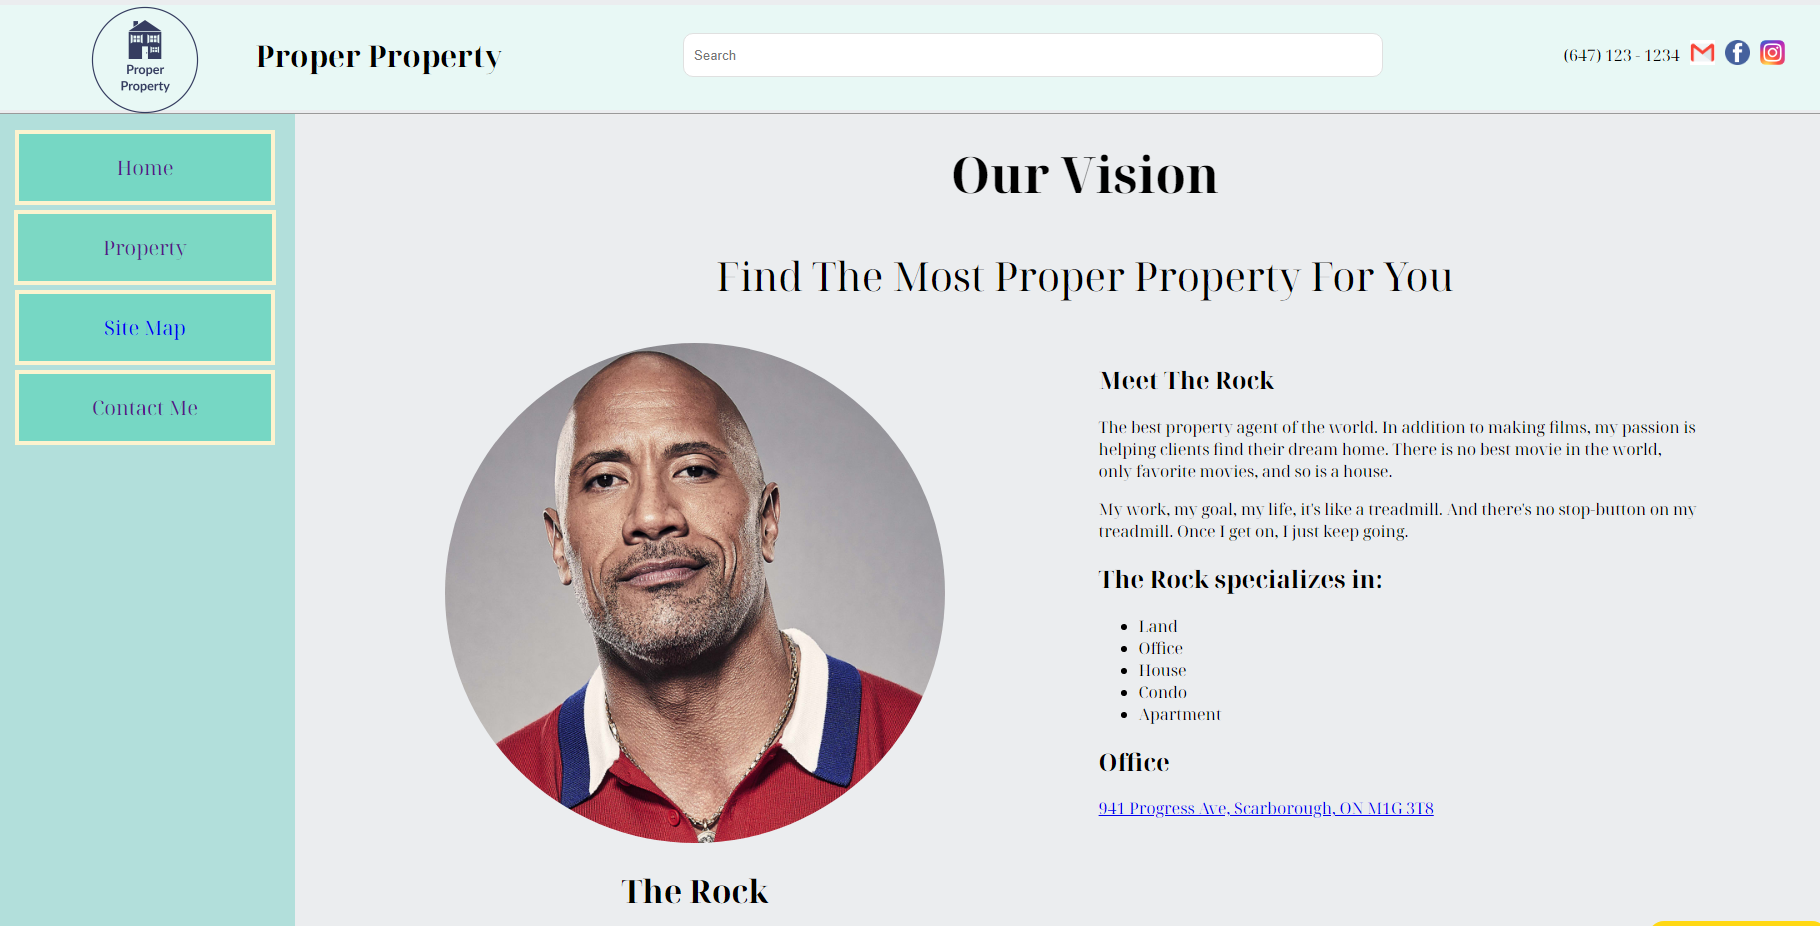 Proper
Property
Proper Property
Search
(647) 123 - 1234
Home
Property
Site Map
Contact Me
Our Vision
Find The Most Proper Property For You
The Rock
Meet The Rock
The best property agent of the world. In addition to making films, my passion is
helping clients find their dream home. There is no best movie in the world,
only favorite movies, and so is a house.
My work, my goal, my life, it's like a treadmill. And there's no stop-button on my
treadmill. Once I get on, I just keep going.
The Rock specializes in:
Land
Office
House
Condo
Apartment
Office
941 Progress Ave, Scarborough, ON M1G 3T8